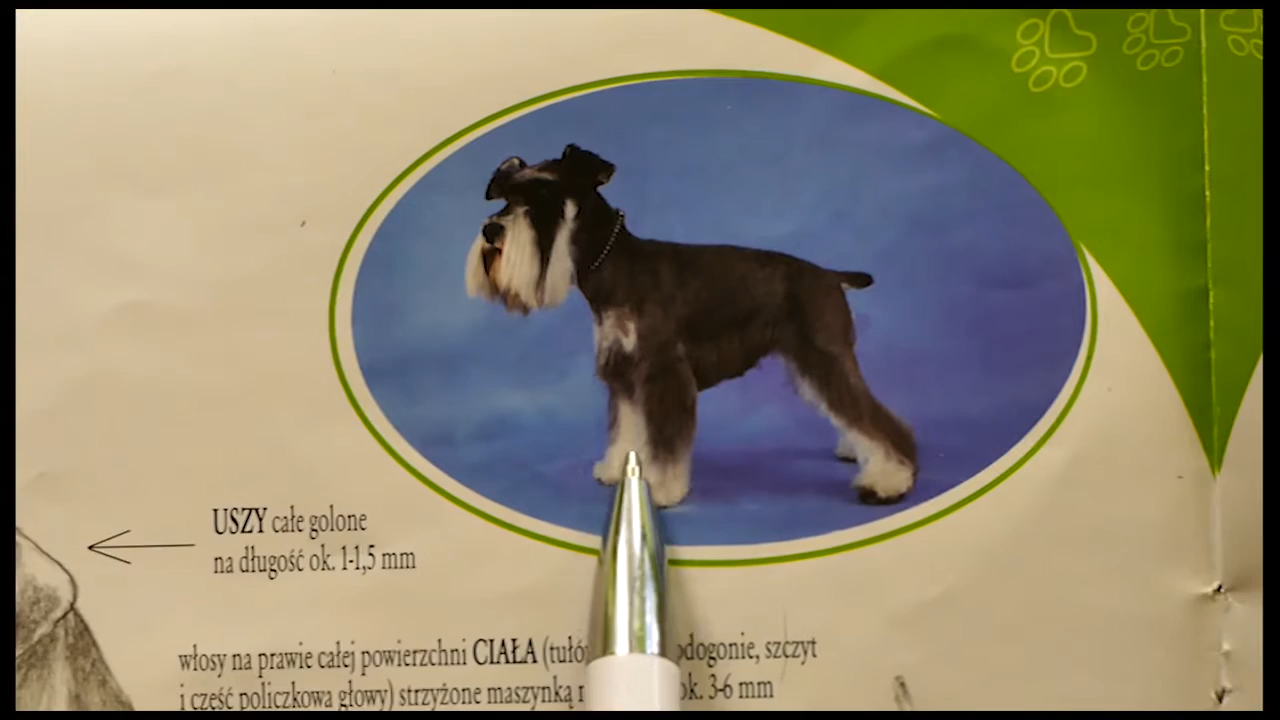 USZY całe golone
na długość ok. 1-1,5 mm
włosy na prawie całej powierzchni CIAŁA (tułó odogonie, szczyt
i część policzkowa głowy) strzyżone maszynką ok. 3-6 mm